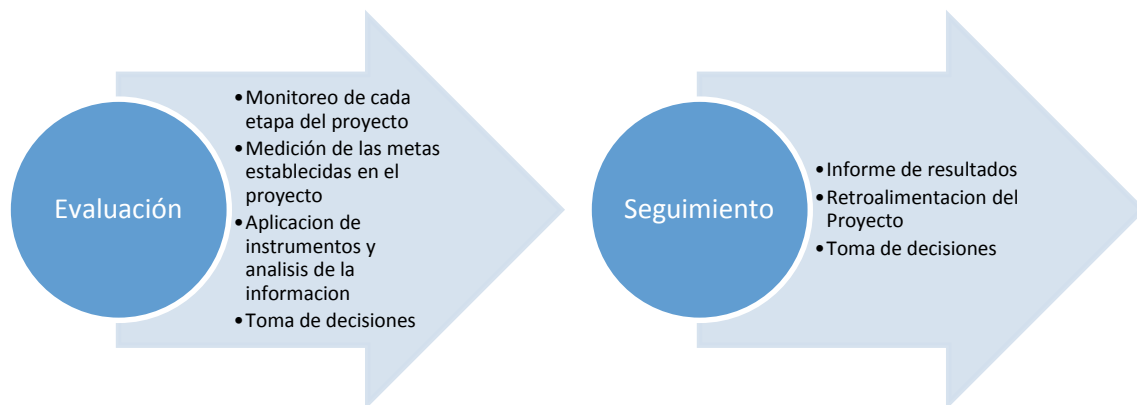 Evaluación
•Monitoreo de cada
etapa del proyecto
•Medición de las metas
establecidas en el
proyecto
•Aplicacion de
instrumentos y
analisis de la
informacion
•Toma de decisiones
Seguimiento
•Informe de resultados
•Retroalimentacion del
Proyecto
•Toma de decisiones